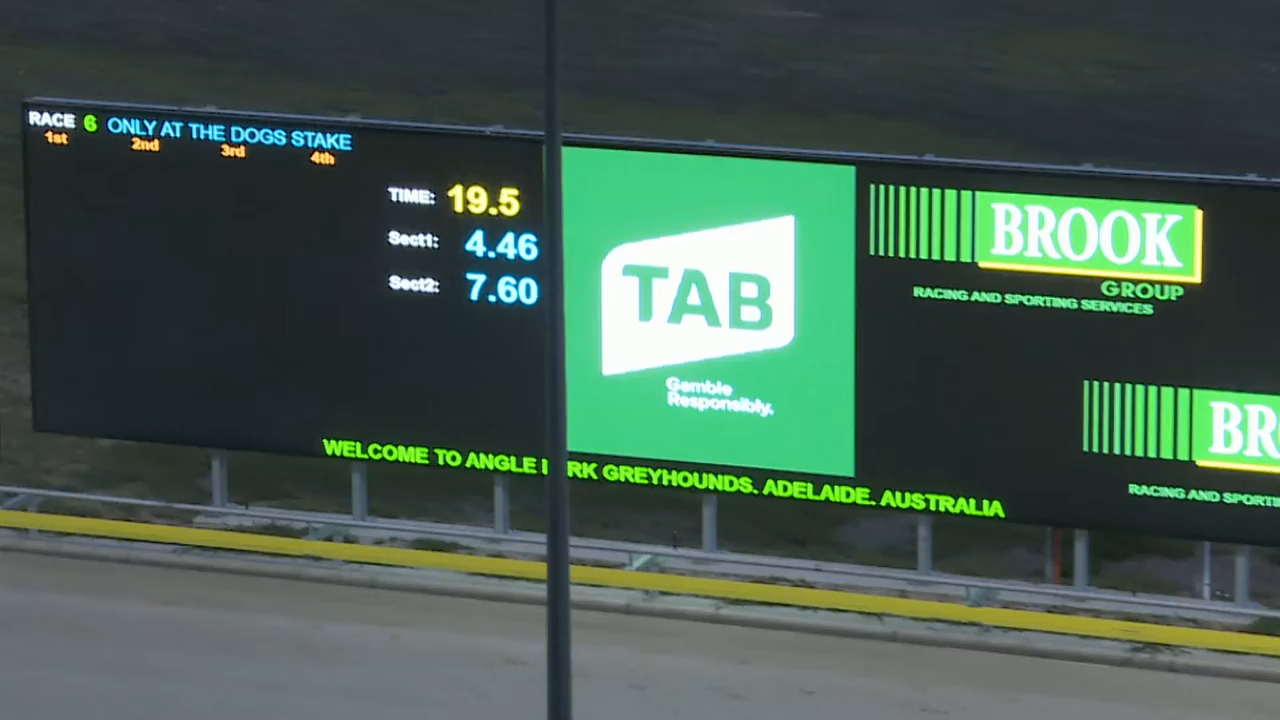 RACE 6 ONLY AT THE DOGS STAKE
1st 2nd 3rd 4th
TIME: 19.5
Sect1: 4.46
Sect2: 7.60
TAB
Gamble
Responsibly.
BROOK
GROUP
RACING AND SPORTING SERVICES
BRO
RACING AND SPORTI
WELCOME TO ANGLE RK GREYHOUNDS. ADELAIDE. AUSTRALIA